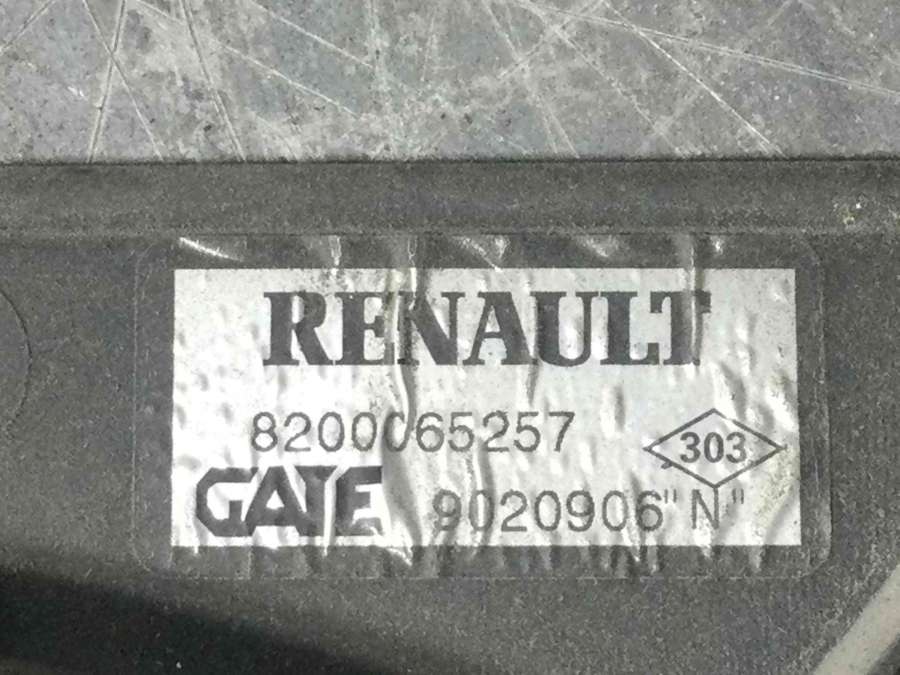 RENAULT
8200065257
303
GATE
9020906"N"